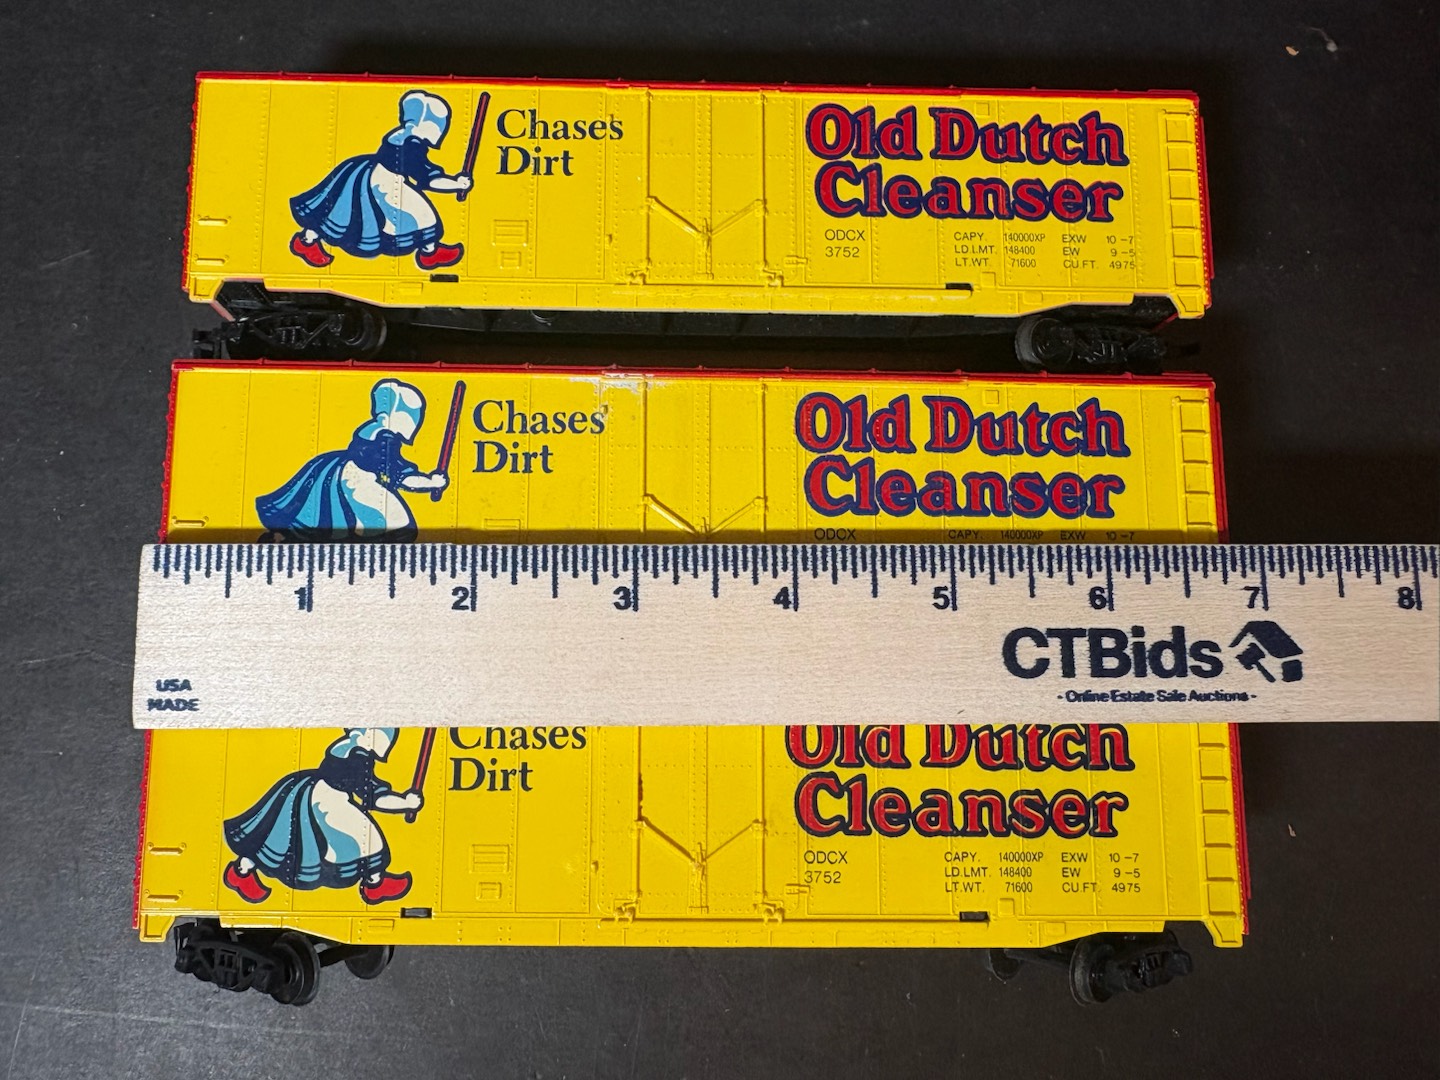 Chases
Dirt
Old Dutch
Cleanser
ODCX
3752
CAPY. 140000XP EXW 10-7
LD.LMT. 148400 EW 9-5
LT.WT. 71600 CU.FT. 4975
Chases
Dirt
Old Dutch
Cleanser
ODCX
CAPY. 140000XP EXW 10-7
1 2 3 4 5 6 7 8
CTBids
- Online Estate Sale Auctions -
USA
MADE
Chases
Dirt
Old Dutch
Cleanser
ODCX
3752
CAPY. 140000XP EXW 10-7
LD.LMT. 148400 EW 9-5
LT.WT. 71600 CU.FT. 4975